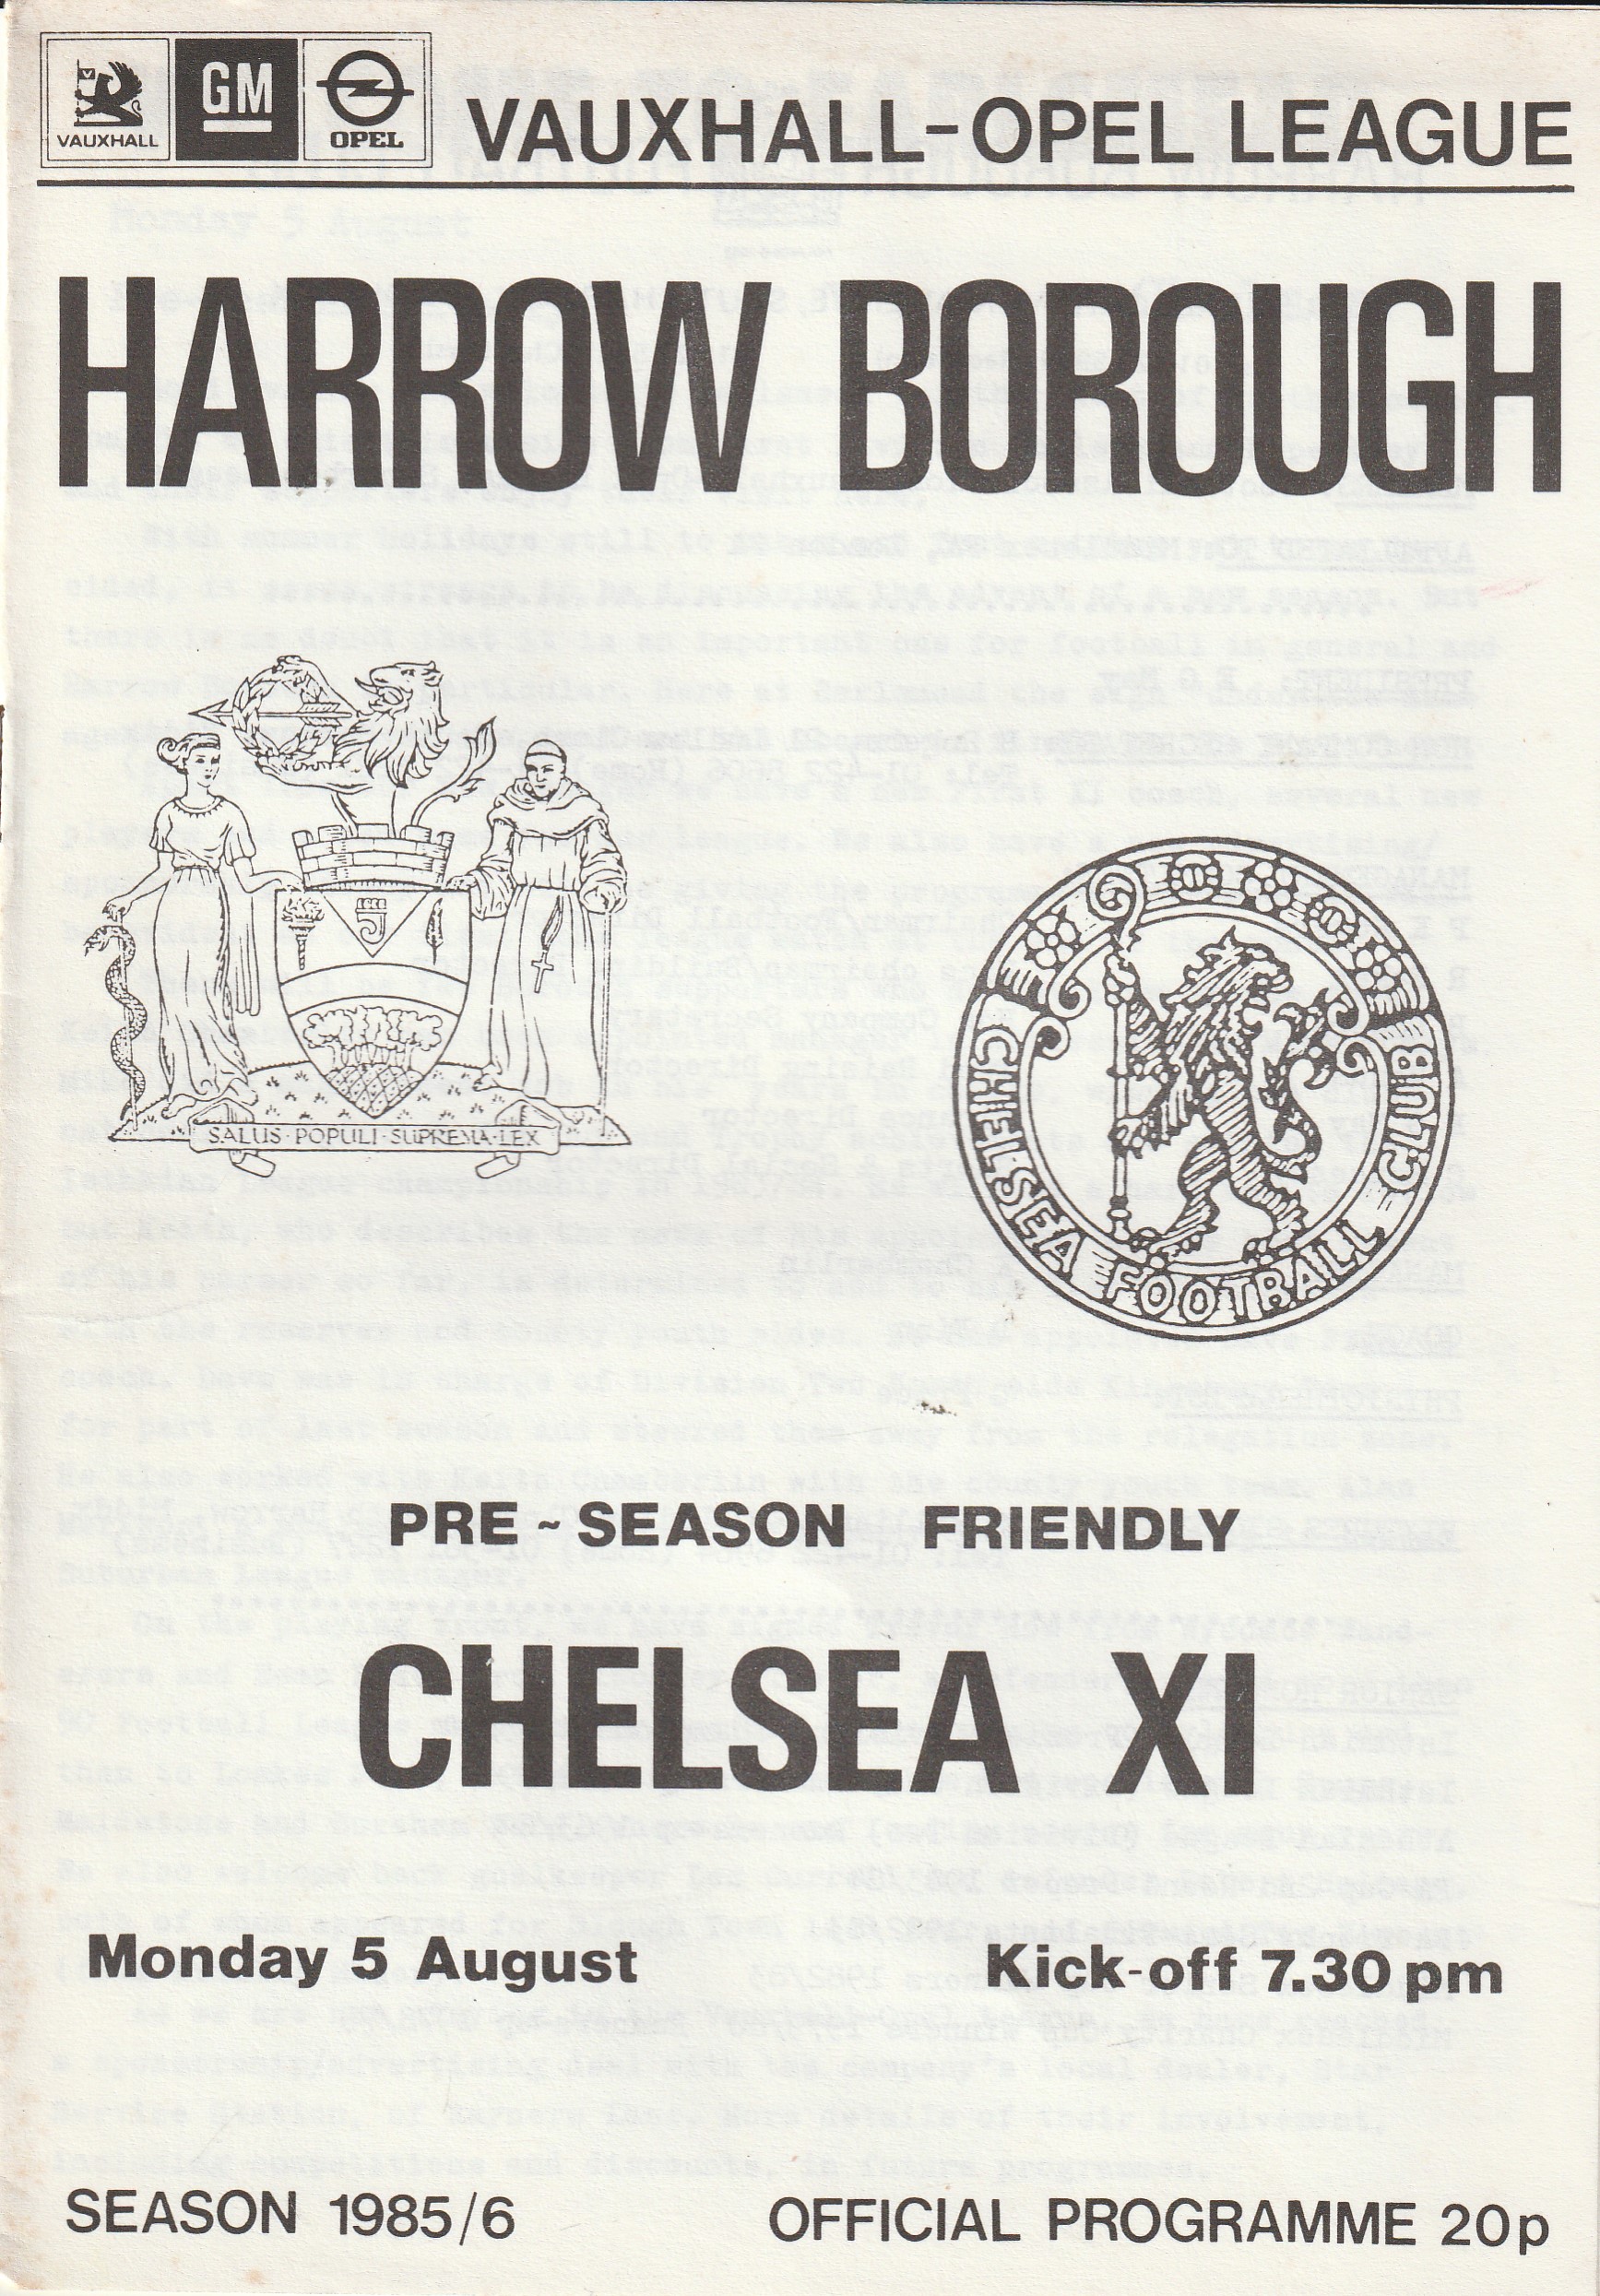 VAUXHALL
GM
OPEL
VAUXHALL-OPEL LEAGUE
HARROW BOROUGH
SALUS·POPULI·SUPREMA·LEX
CHELSEA FOOTBALL CLUB
PRE ~ SEASON FRIENDLY
CHELSEA XI
Monday 5 August
Kick-off 7.30 pm
SEASON 1985/6
OFFICIAL PROGRAMME 20p